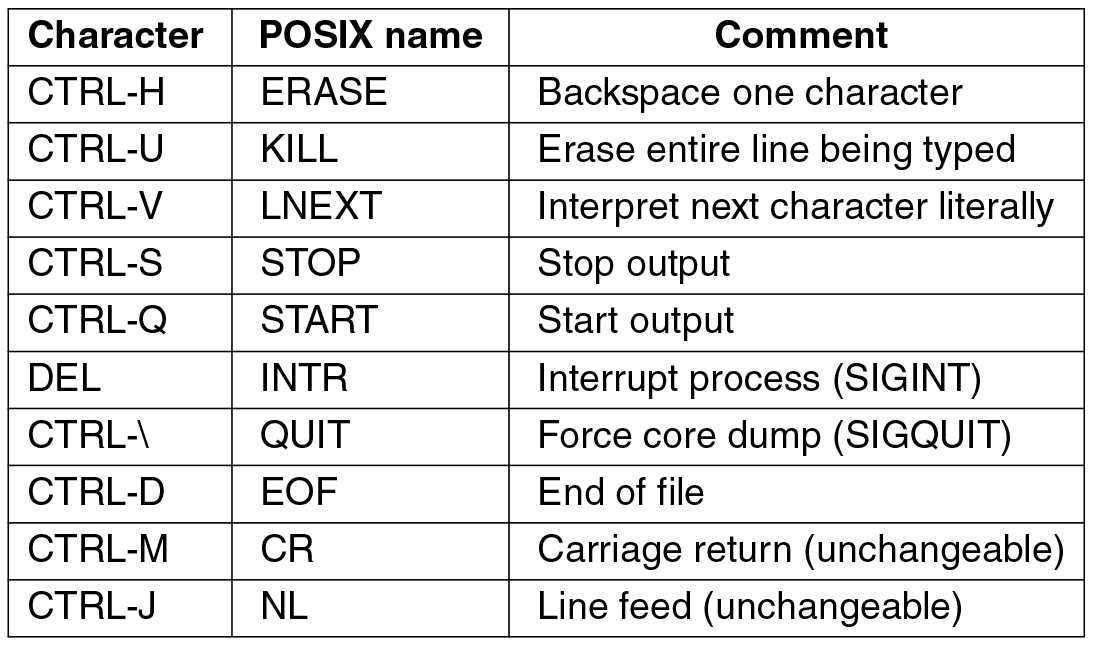 Character POSIX name Comment
CTRL-H ERASE Backspace one character
CTRL-U KILL Erase entire line being typed
CTRL-V LNEXT Interpret next character literally
CTRL-S STOP Stop output
CTRL-Q START Start output
DEL INTR Interrupt process (SIGINT)
CTRL-\ QUIT Force core dump (SIGQUIT)
CTRL-D EOF End of file
CTRL-M CR Carriage return (unchangeable)
CTRL-J NL Line feed (unchangeable)